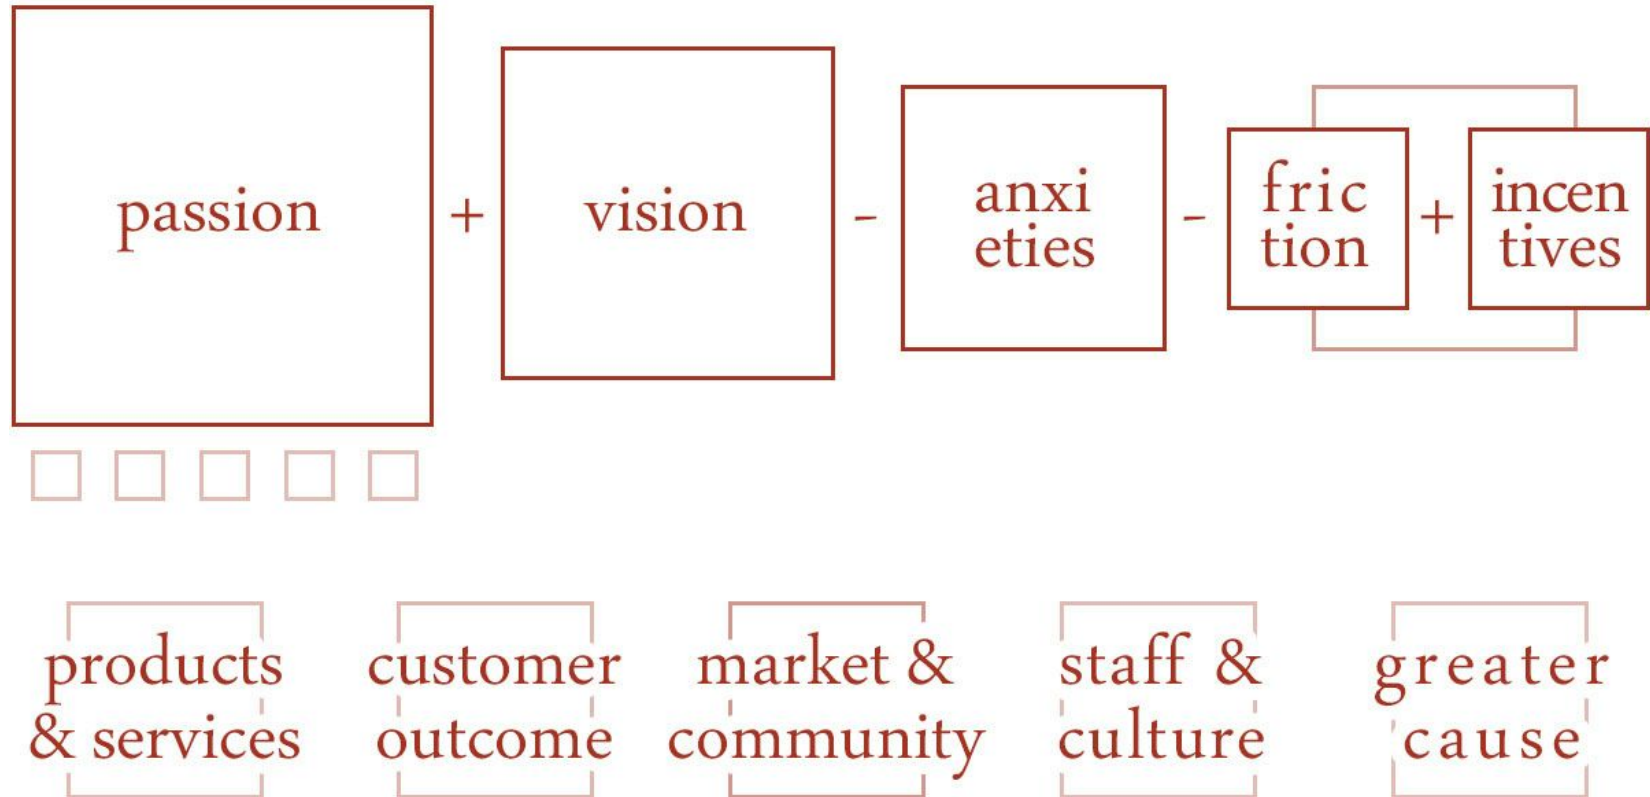 passion + vision - anxi - fric + incen
eties tion tives
products customer market & staff & greater
& services outcome community culture cause